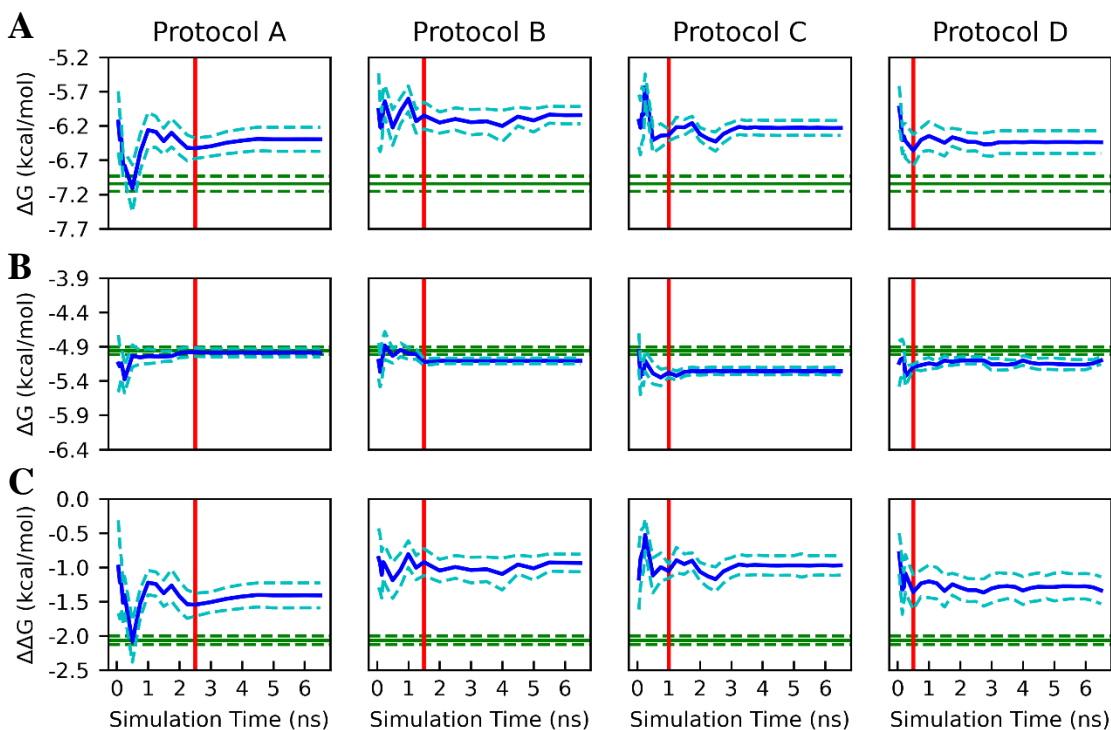 A
Protocol A Protocol B Protocol C Protocol D
ΔG (kcal/mol)
-5.2
-5.7
-6.2
-6.7
-7.2
-7.7
B
ΔG (kcal/mol)
-3.9
-4.4
-4.9
-5.4
-5.9
-6.4
C
ΔΔG (kcal/mol)
0.0
-0.5
-1.0
-1.5
-2.0
-2.5
0 1 2 3 4 5 6 0 1 2 3 4 5 6 0 1 2 3 4 5 6 0 1 2 3 4 5 6
Simulation Time (ns) Simulation Time (ns) Simulation Time (ns) Simulation Time (ns)